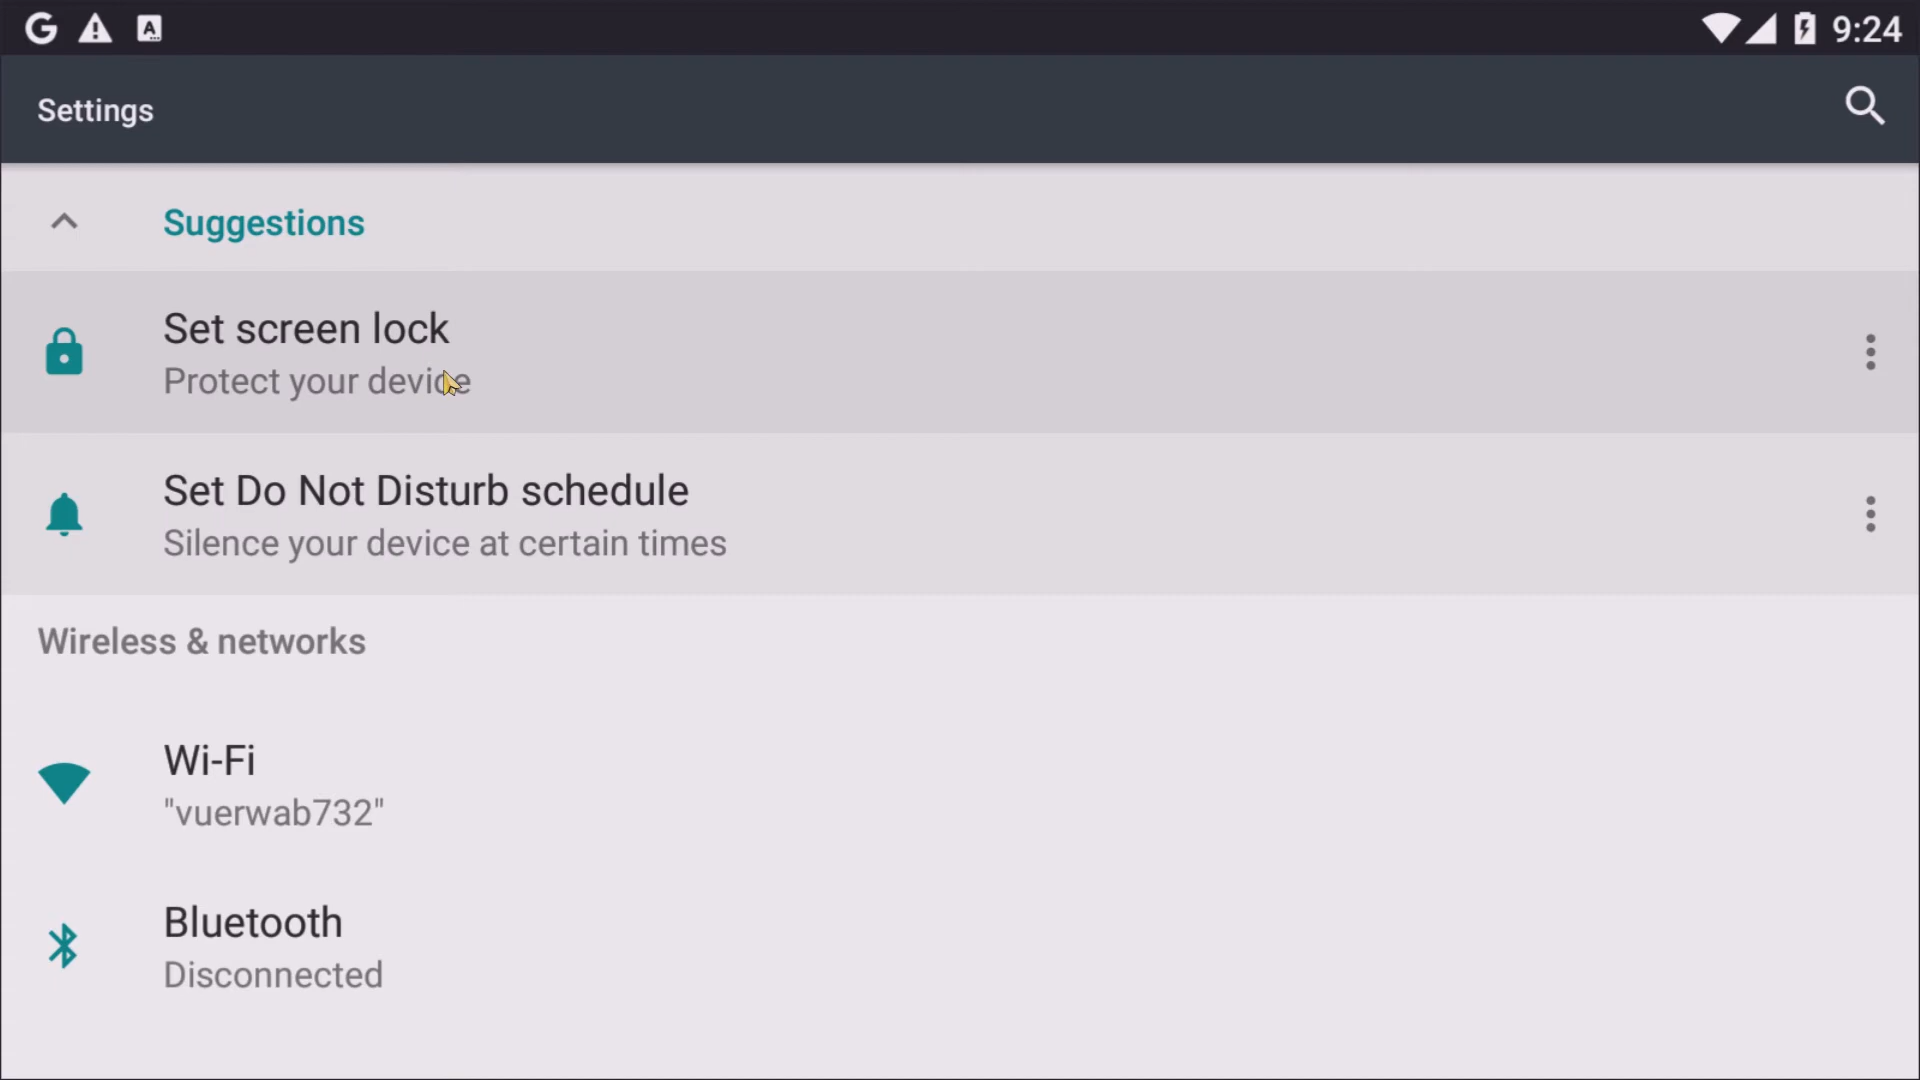 9:24
Settings
Suggestions
Set screen lock
Protect your device
Set Do Not Disturb schedule
Silence your device at certain times
Wireless & networks
Wi-Fi
"vuerwab732"
Bluetooth
Disconnected